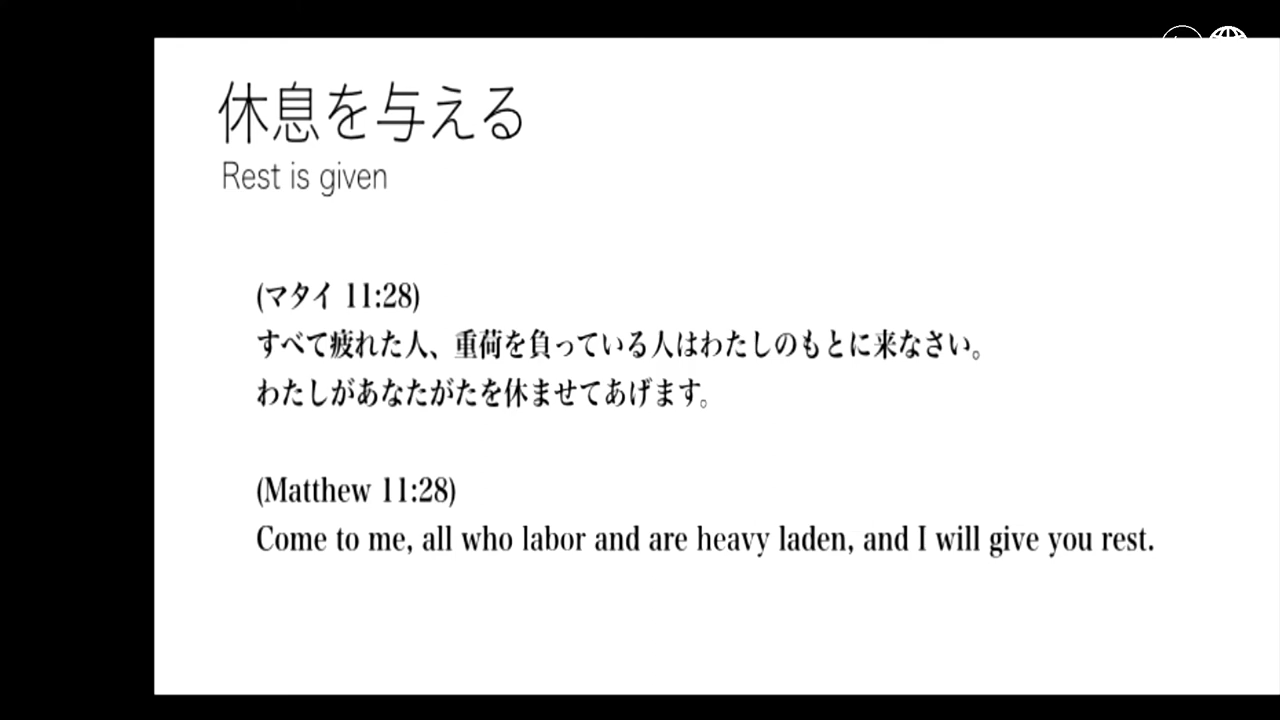 休息を与える
Rest is given
(マタイ 11:28)
すべて疲れた人、重荷を負っている人はわたしのもとに来なさい。
わたしがあなたがたを休ませてあげます。
(Matthew 11:28)
Come to me, all who labor and are heavy laden, and I will give you rest.